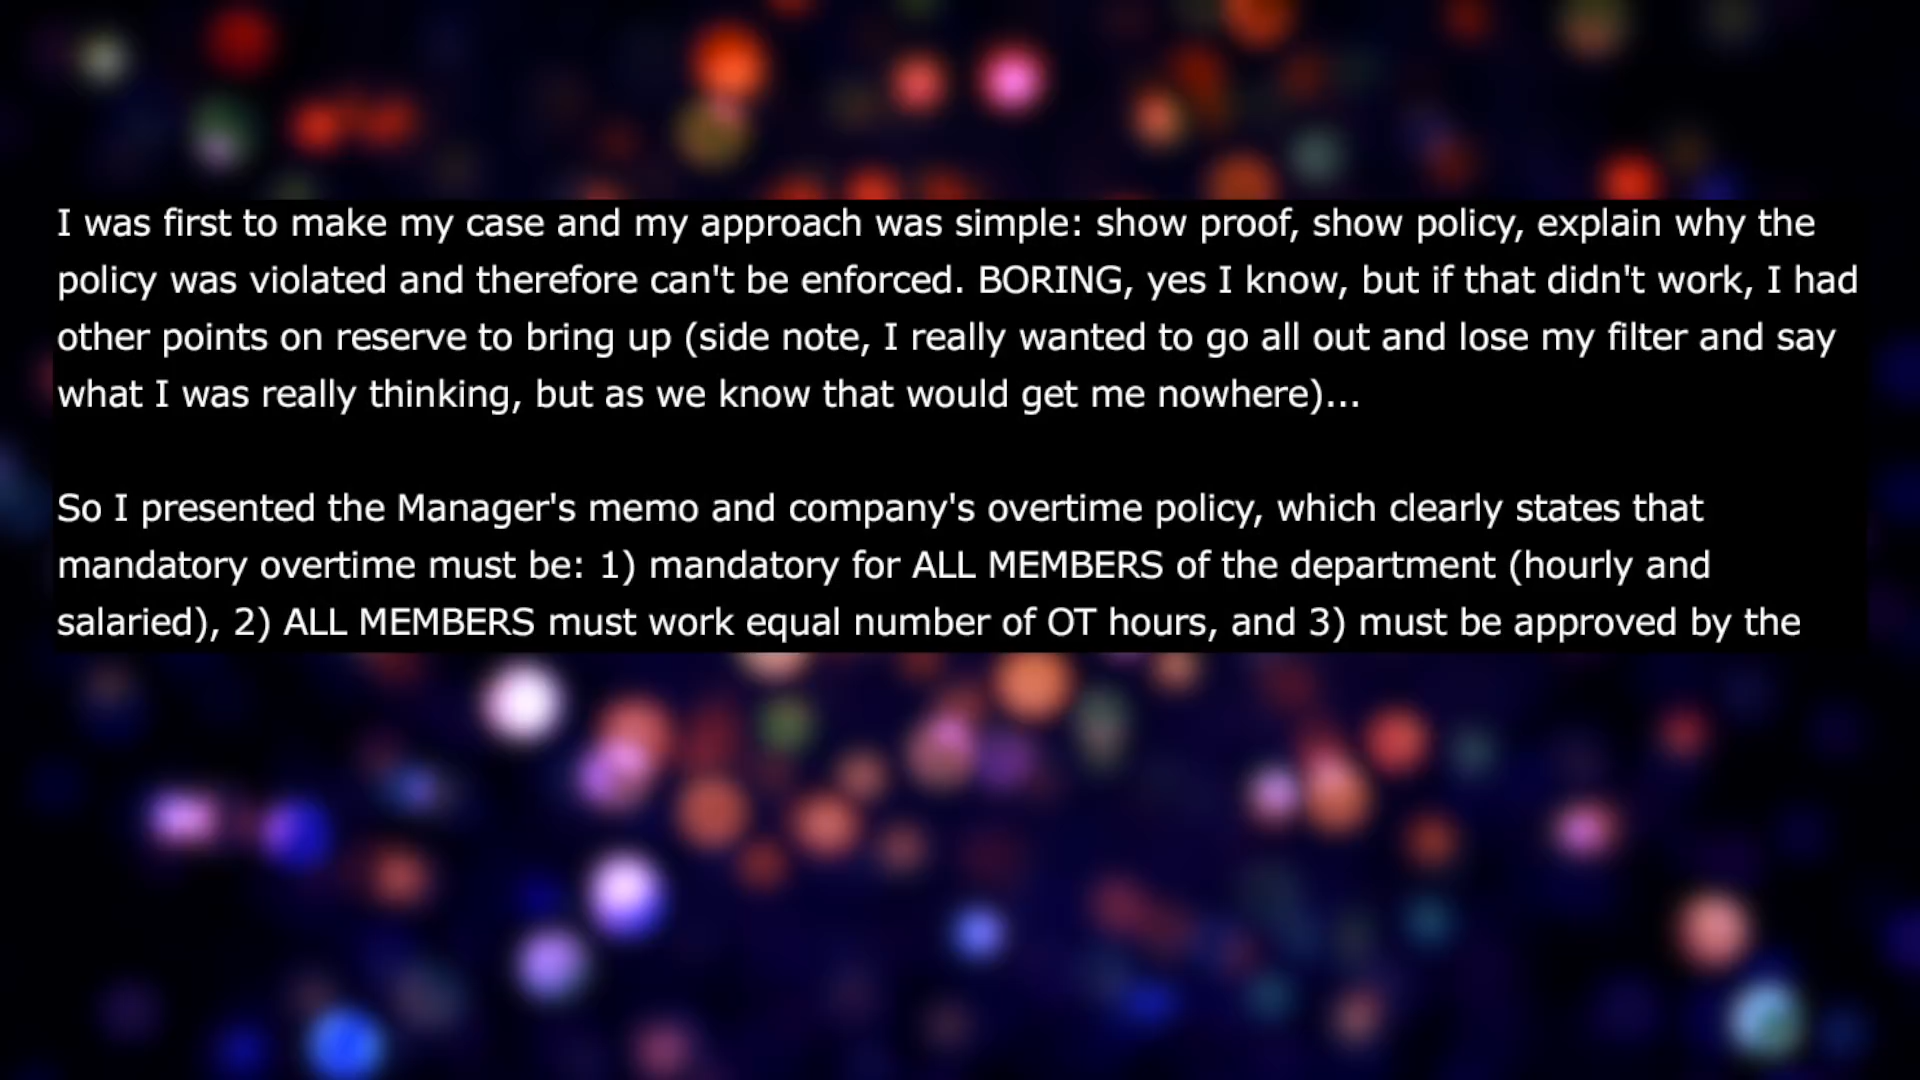 I was first to make my case and my approach was simple: show proof, show policy, explain why the
policy was violated and therefore can't be enforced. BORING, yes I know, but if that didn't work, I had
other points on reserve to bring up (side note, I really wanted to go all out and lose my filter and say
what I was really thinking, but as we know that would get me nowhere)...
So I presented the Manager's memo and company's overtime policy, which clearly states that
mandatory overtime must be: 1) mandatory for ALL MEMBERS of the department (hourly and
salaried), 2) ALL MEMBERS must work equal number of OT hours, and 3) must be approved by the